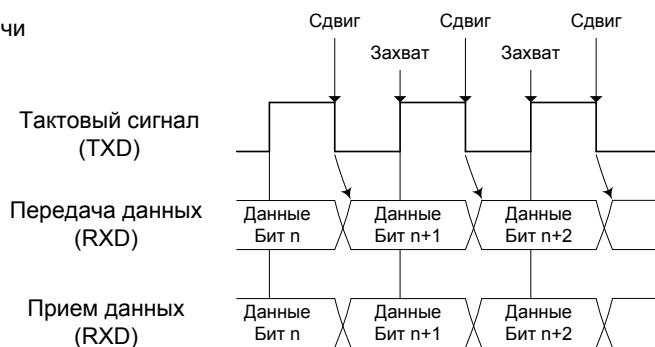 чи
Сдвиг Сдвиг Сдвиг
Захват Захват
Тактовый сигнал
(TXD)
Передача данных
(RXD)
Данные Данные Данные
Бит n Бит n+1 Бит n+2
Прием данных
(RXD)
Данные Данные Данные
Бит n Бит n+1 Бит n+2